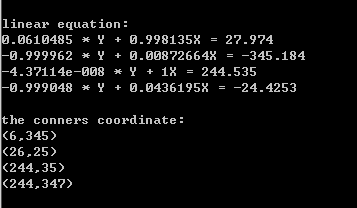 linear equation:
0.0610485 * Y + 0.998135X = 27.974
-0.999962 * Y + 0.00872664X = -345.184
-4.37114e-008 * Y + 1X = 244.535
-0.999048 * Y + 0.0436195X = -24.4253
the conners coordinate:
(6,345)
(26,25)
(244,35)
(244,347)